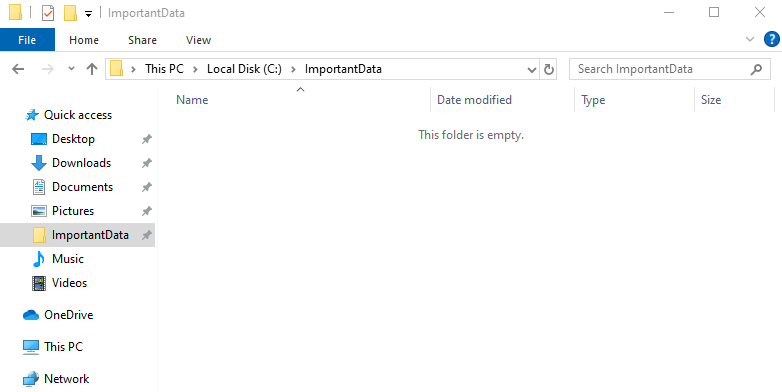 ImportantData
File Home Share View
This PC Local Disk (C:) ImportantData Search ImportantData
Name Date modified Type Size
This folder is empty.
Quick access
Desktop
Downloads
Documents
Pictures
ImportantData
Music
Videos
OneDrive
This PC
Network